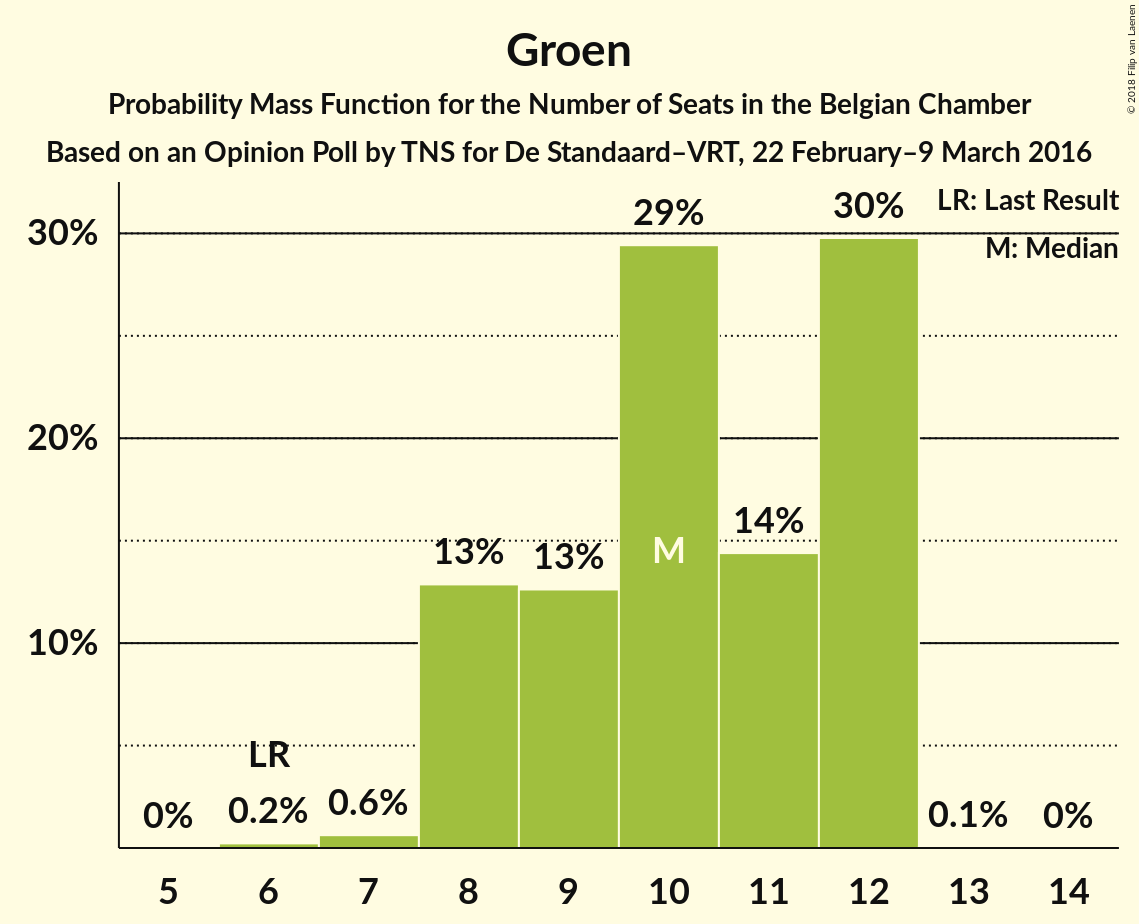 Groen
Probability Mass Function for the Number of Seats in the Belgian Chamber
Based on an Opinion Poll by TNS for De Standaard–VRT, 22 February–9 March 2016
© 2018 Filip van Laenen
LR: Last Result
M: Median
30%
20%
10%
0%
LR
0.2%
0.6%
13%
13%
29%
M
14%
30%
0.1%
0%
5 6 7 8 9 10 11 12 13 14